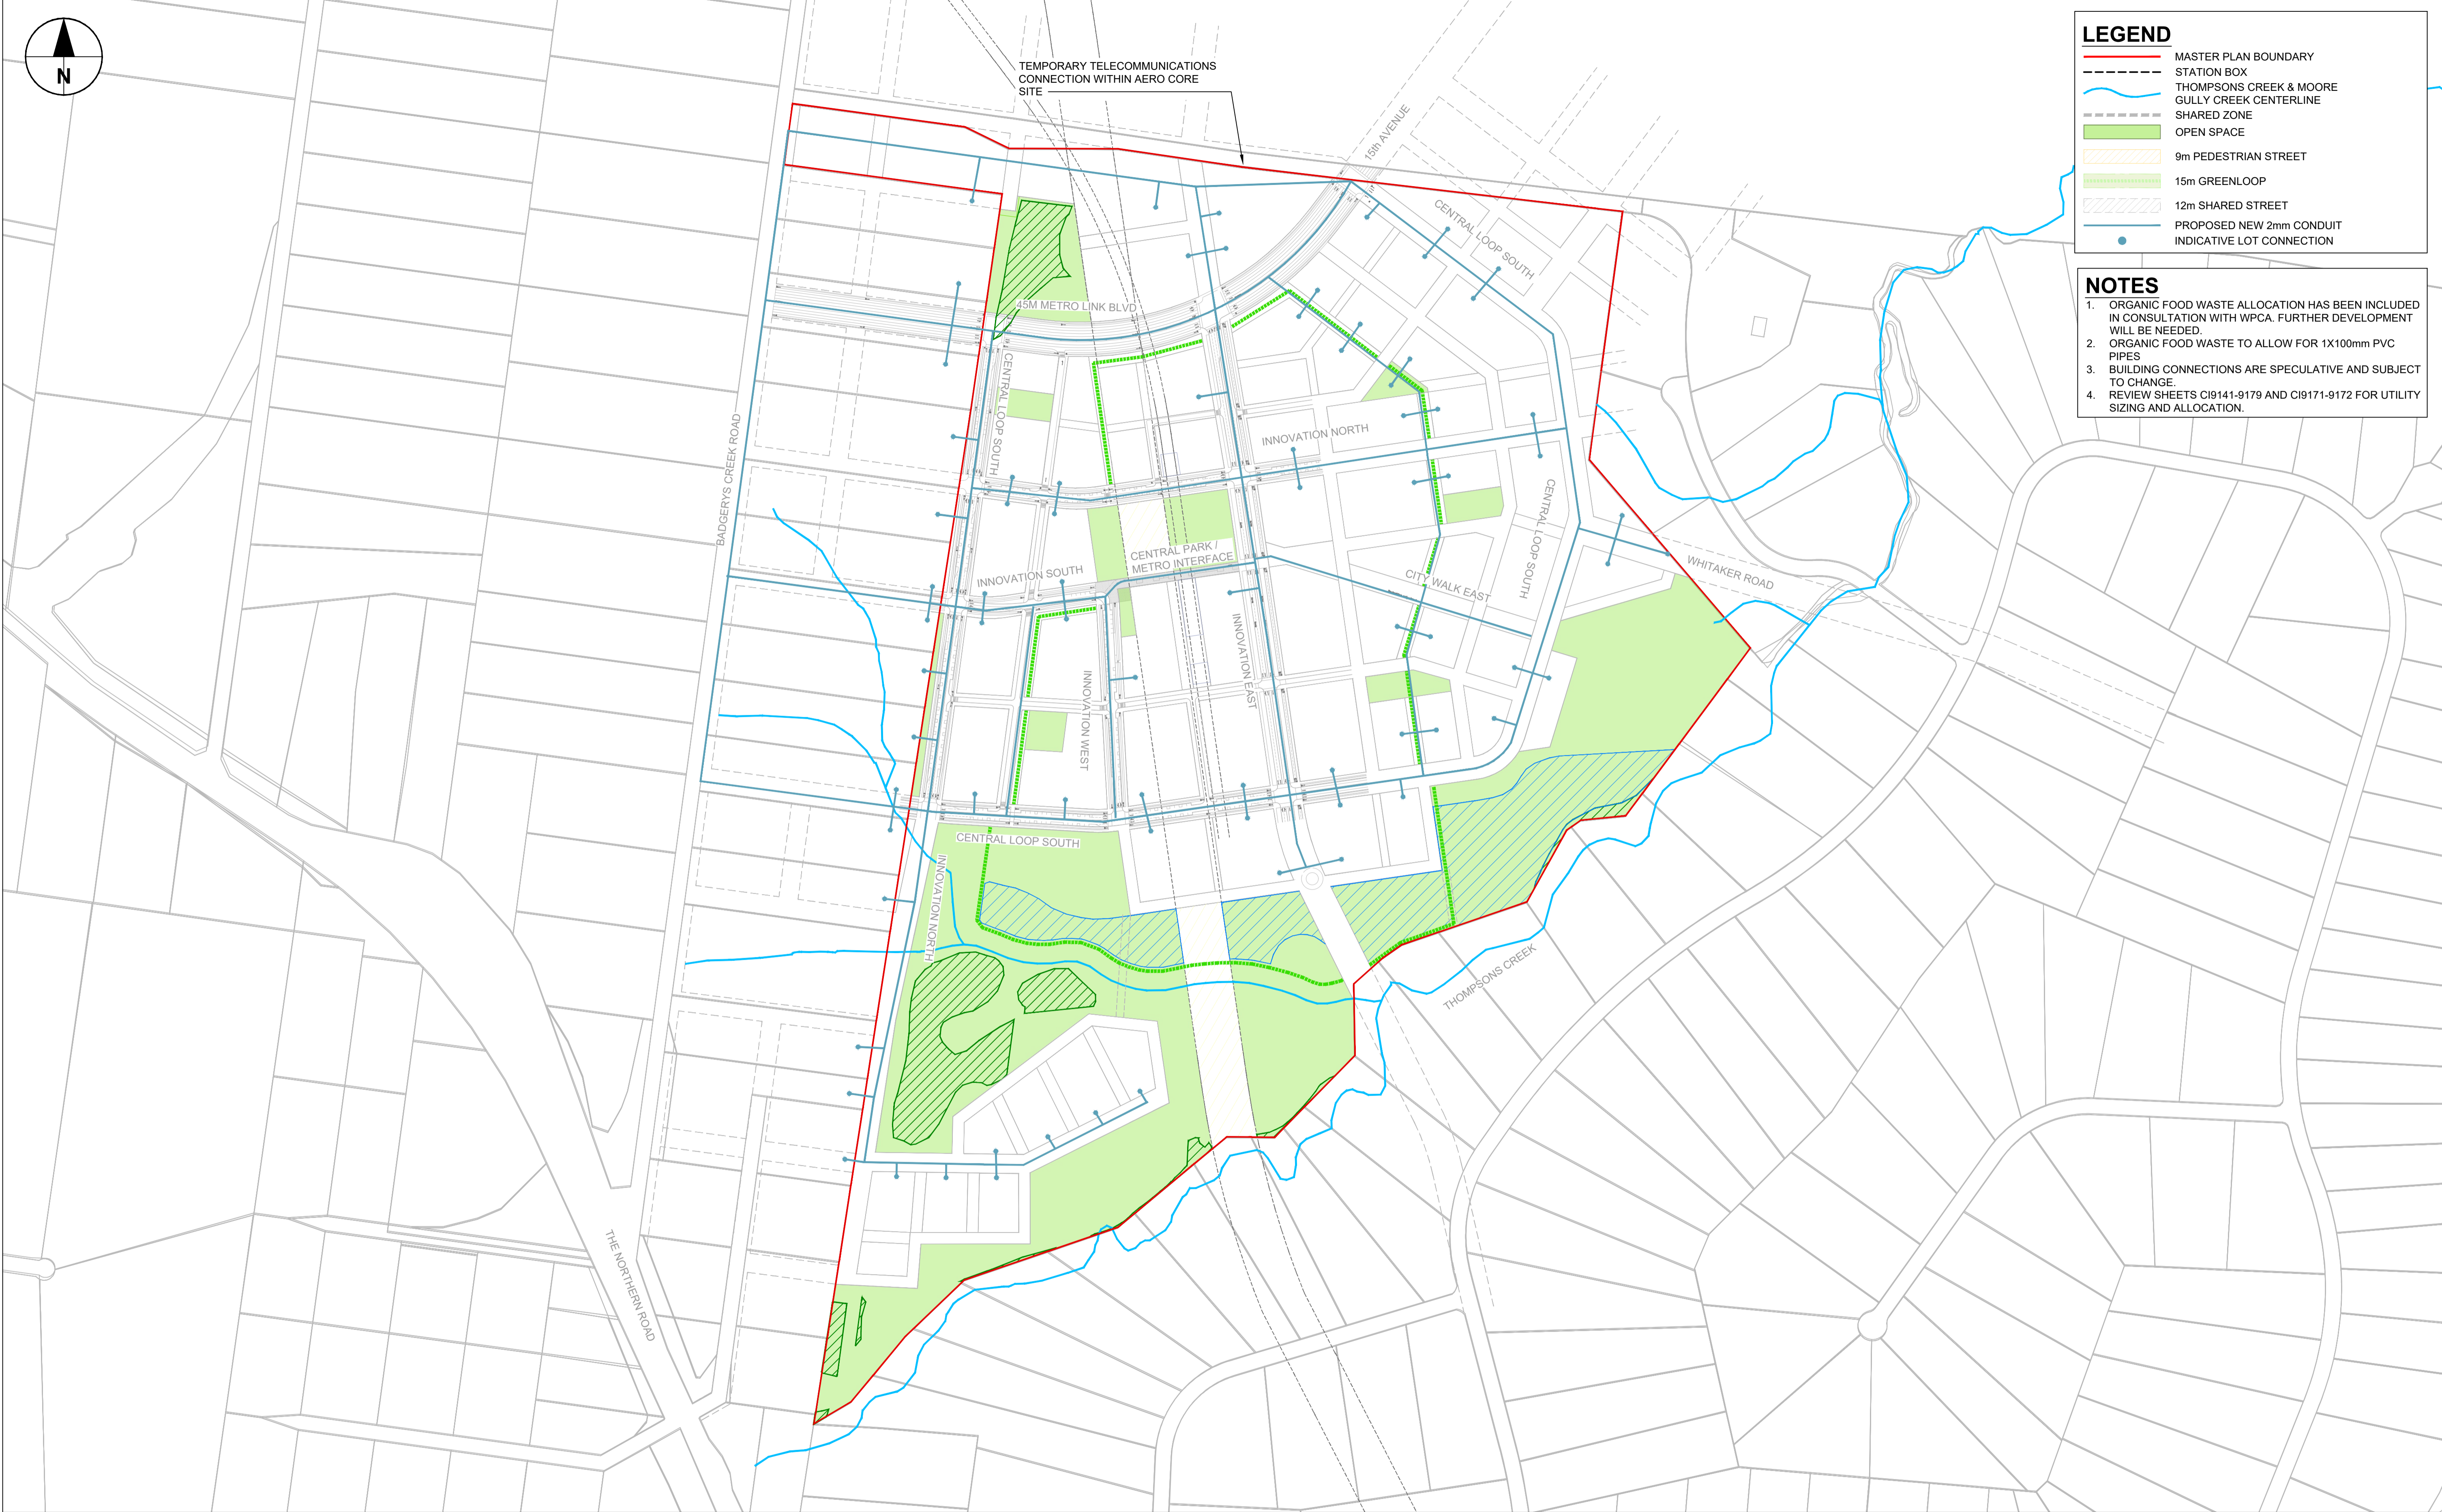 N
TEMPORARY TELECOMMUNICATIONS
CONNECTION WITHIN AERO CORE
SITE
15th AVENUE
CENTRAL LOOP SOUTH
45M METRO LINK BLVD
CENTRAL LOOP SOUTH
BADGERYS CREEK ROAD
INNOVATION NORTH
CENTRAL LOOP SOUTH
CENTRAL PARK /
METRO INTERFACE
INNOVATION SOUTH
CITY WALK EAST
WHITAKER ROAD
INNOVATION EAST
INNOVATION WEST
CENTRAL LOOP SOUTH
INNOVATION NORTH
THOMPSONS CREEK
THE NORTHERN ROAD
LEGEND
MASTER PLAN BOUNDARY
STATION BOX
THOMPSONS CREEK & MOORE
GULLY CREEK CENTERLINE
SHARED ZONE
OPEN SPACE
9m PEDESTRIAN STREET
15m GREENLOOP
12m SHARED STREET
PROPOSED NEW 2mm CONDUIT
INDICATIVE LOT CONNECTION
NOTES
1. ORGANIC FOOD WASTE ALLOCATION HAS BEEN INCLUDED
IN CONSULTATION WITH WPCA. FURTHER DEVELOPMENT
WILL BE NEEDED.
2. ORGANIC FOOD WASTE TO ALLOW FOR 1X100mm PVC
PIPES
3. BUILDING CONNECTIONS ARE SPECULATIVE AND SUBJECT
TO CHANGE.
4. REVIEW SHEETS CI9141-9179 AND CI9171-9172 FOR UTILITY
SIZING AND ALLOCATION.